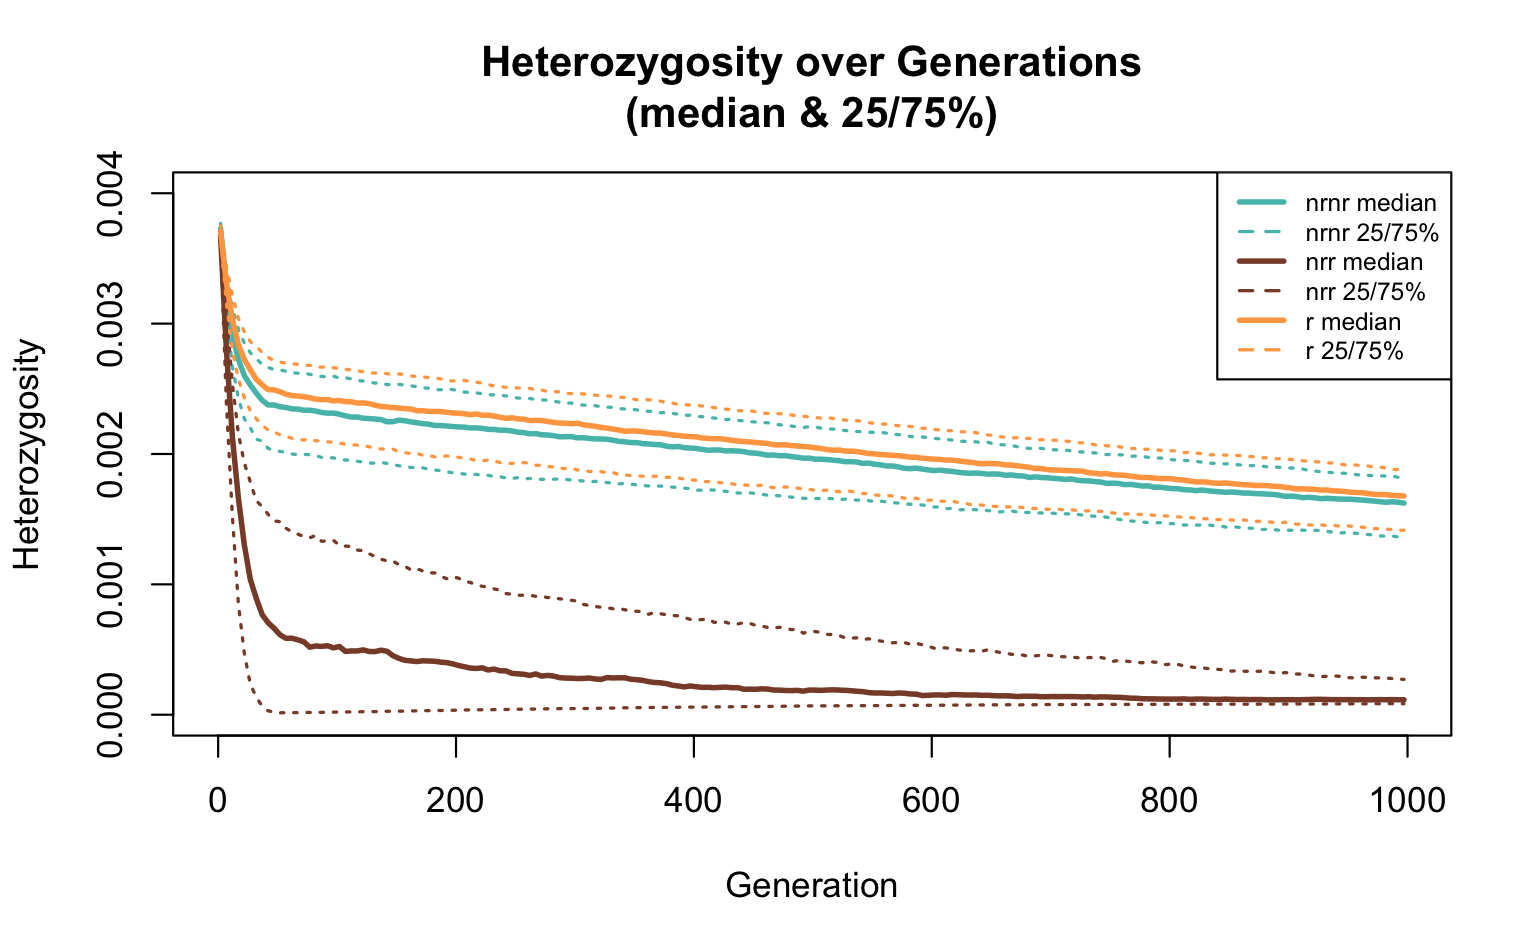 Heterozygosity over Generations
(median & 25/75%)
Heterozygosity
0.004
0.003
0.002
0.001
0.000
nrnr median
nrnr 25/75%
nrr median
nrr 25/75%
r median
r 25/75%
0 200 400 600 800 1000
Generation